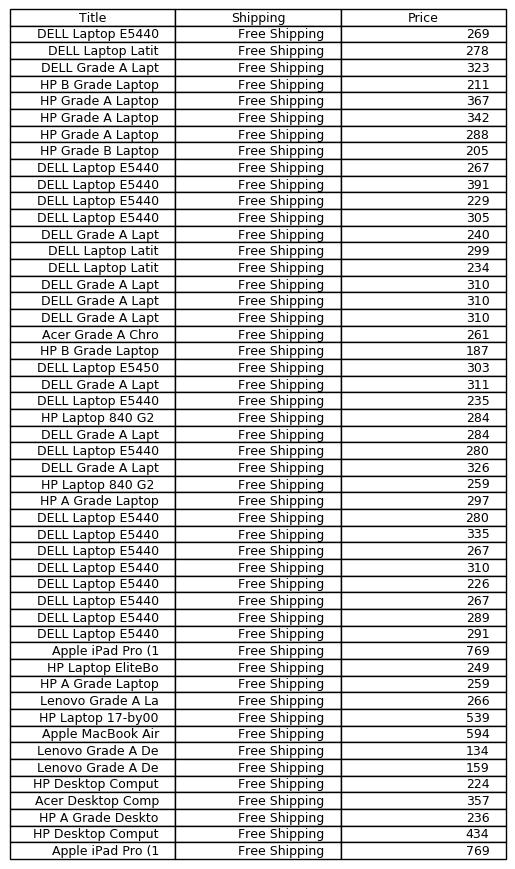 Title Shipping Price
DELL Laptop E5440 Free Shipping 269
DELL Laptop Latit Free Shipping 278
DELL Grade A Lapt Free Shipping 323
HP B Grade Laptop Free Shipping 211
HP Grade A Laptop Free Shipping 367
HP Grade A Laptop Free Shipping 342
HP Grade A Laptop Free Shipping 288
HP Grade B Laptop Free Shipping 205
DELL Laptop E5440 Free Shipping 267
DELL Laptop E5440 Free Shipping 391
DELL Laptop E5440 Free Shipping 229
DELL Laptop E5440 Free Shipping 305
DELL Grade A Lapt Free Shipping 240
DELL Laptop Latit Free Shipping 299
DELL Laptop Latit Free Shipping 234
DELL Grade A Lapt Free Shipping 310
DELL Grade A Lapt Free Shipping 310
DELL Grade A Lapt Free Shipping 310
Acer Grade A Chro Free Shipping 261
HP B Grade Laptop Free Shipping 187
DELL Laptop E5450 Free Shipping 303
DELL Grade A Lapt Free Shipping 311
DELL Laptop E5440 Free Shipping 235
HP Laptop 840 G2 Free Shipping 284
DELL Grade A Lapt Free Shipping 284
DELL Laptop E5440 Free Shipping 280
DELL Grade A Lapt Free Shipping 326
HP Laptop 840 G2 Free Shipping 259
HP A Grade Laptop Free Shipping 297
DELL Laptop E5440 Free Shipping 280
DELL Laptop E5440 Free Shipping 335
DELL Laptop E5440 Free Shipping 267
DELL Laptop E5440 Free Shipping 310
DELL Laptop E5440 Free Shipping 226
DELL Laptop E5440 Free Shipping 267
DELL Laptop E5440 Free Shipping 289
DELL Laptop E5440 Free Shipping 291
Apple iPad Pro (1 Free Shipping 769
HP Laptop EliteBo Free Shipping 249
HP A Grade Laptop Free Shipping 259
Lenovo Grade A La Free Shipping 266
HP Laptop 17-by00 Free Shipping 539
Apple MacBook Air Free Shipping 594
Lenovo Grade A De Free Shipping 134
Lenovo Grade A De Free Shipping 159
HP Desktop Comput Free Shipping 224
Acer Desktop Comp Free Shipping 357
HP A Grade Deskto Free Shipping 236
HP Desktop Comput Free Shipping 434
Apple iPad Pro (1 Free Shipping 769